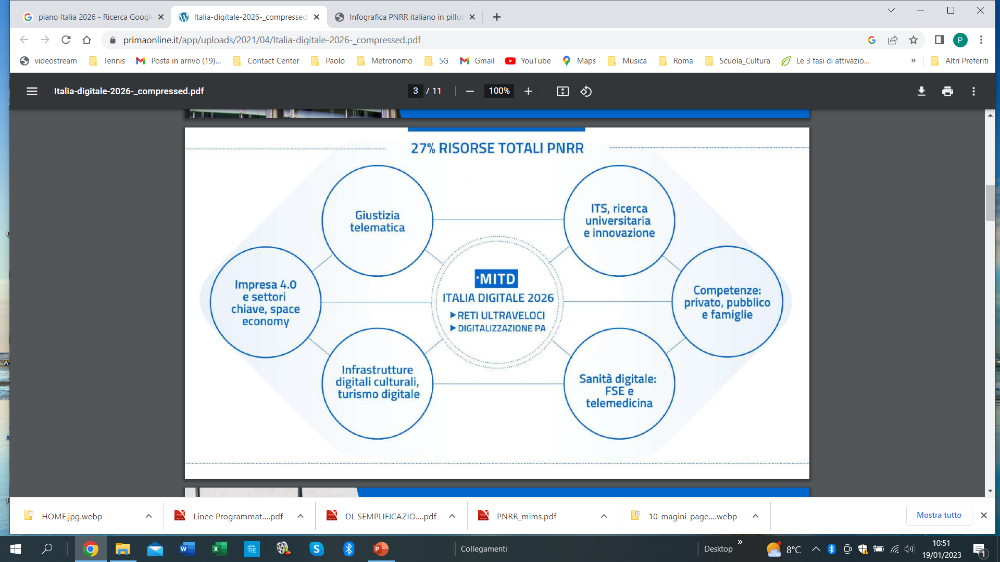 piano Italia 2026 - Ricerca Googl
Italia-digitale-2026-_compressed
Infografica PNRR italiano in pillol
primaonline.it/app/uploads/2021/04/Italia-digitale-2026-_compressed.pdf
P
videostream
Tennis
Posta in arrivo (19)...
Contact Center
Paolo
Metronomo
5G
Gmail
YouTube
Maps
Musica
Roma
Scuola_Cultura
Le 3 fasi di attivazio...
»
Altri Preferiti
Italia-digitale-2026-_compressed.pdf
3 / 11
100%
27% RISORSE TOTALI PNRR
Giustizia
telematica
ITS, ricerca
universitaria
e innovazione
Impresa 4.0
e settori
chiave, space
economy
MITD
ITALIA DIGITALE 2026
RETI ULTRAVELOCI
DIGITALIZZAZIONE PA
Competenze:
privato, pubblico
e famiglie
Infrastrutture
digitali culturali,
turismo digitale
Sanità digitale:
FSE e
telemedicina
HOME.jpg.webp
Linee Programmat....pdf
DL SEMPLIFICAZIO....pdf
PNRR_mims.pdf
10-magini-page....webp
Mostra tutto
Collegamenti
Desktop
»
8°C
10:51
19/01/2023
1